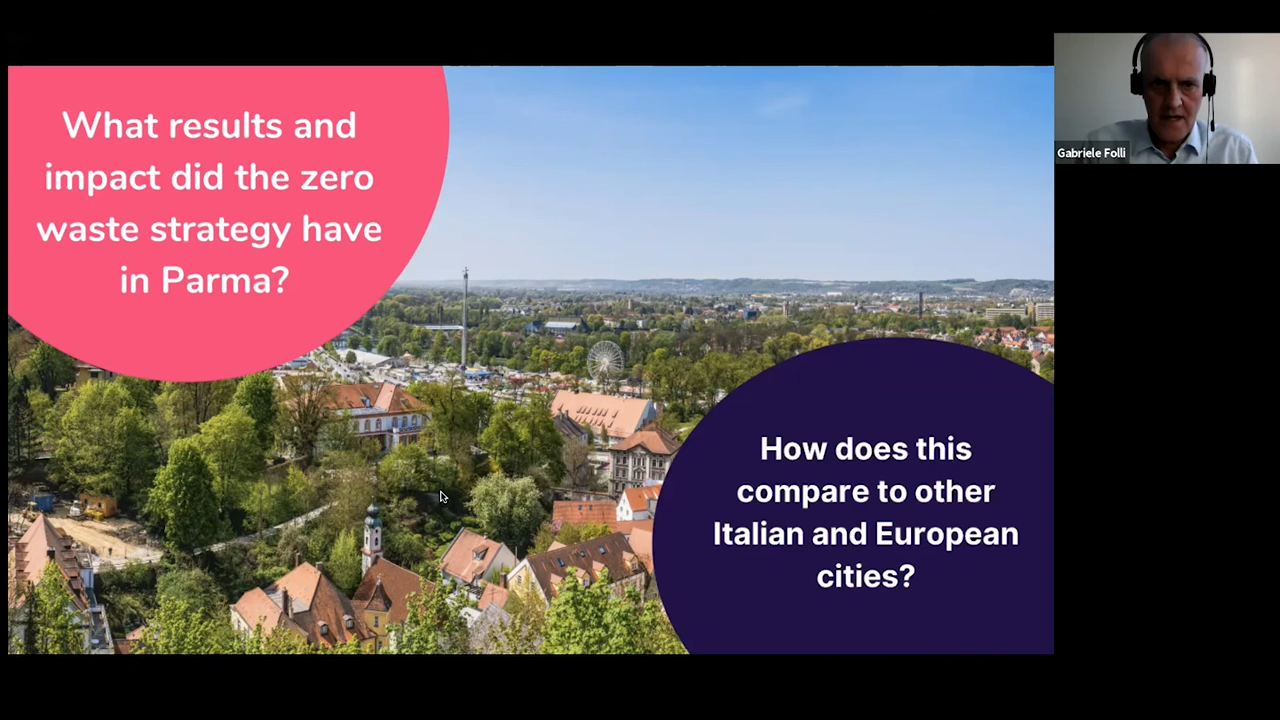 What results and
impact did the zero
waste strategy have
in Parma?
Gabriele Folli
How does this
compare to other
Italian and European
cities?